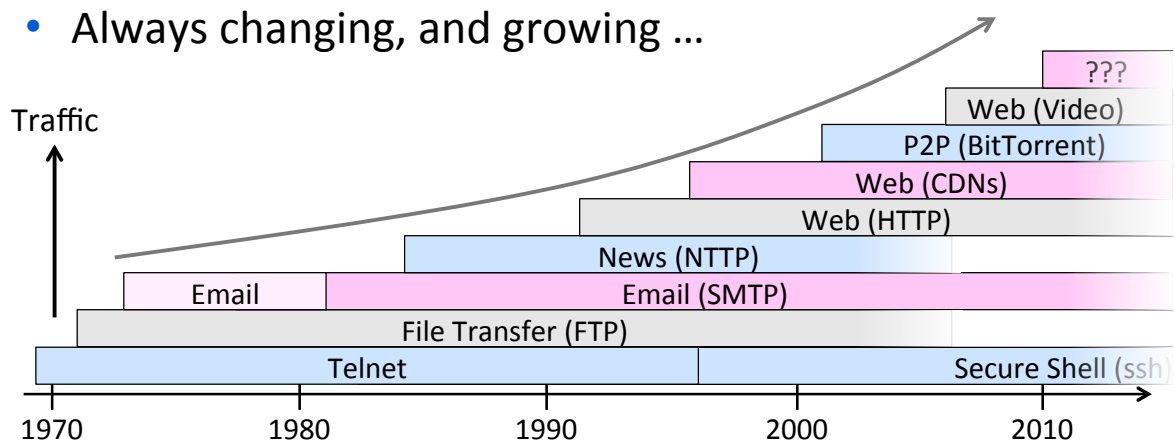 • Always changing, and growing …
???
Traffic
Web (Video)
P2P (BitTorrent)
Web (CDNs)
Web (HTTP)
News (NTTP)
Email Email (SMTP)
File Transfer (FTP)
Telnet Secure Shell (ssh)
1970 1980 1990 2000 2010